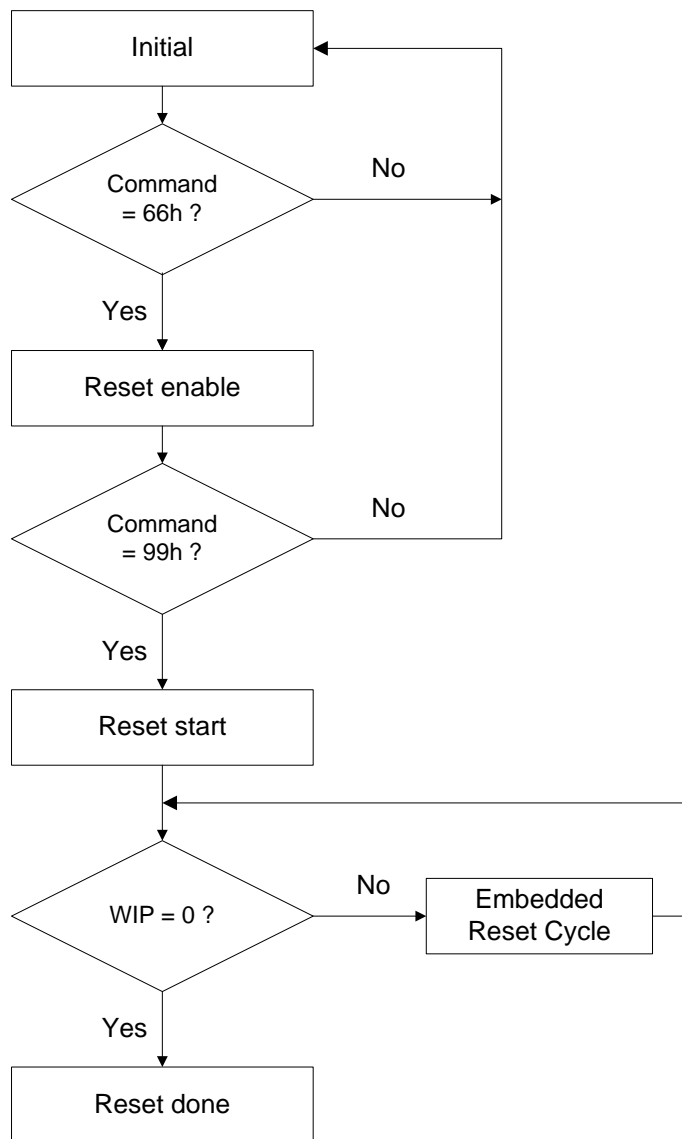 Initial
No
Command
= 66h ?
Yes
Reset enable
No
Command
= 99h ?
Yes
Reset start
No
WIP = 0 ?
Embedded
Reset Cycle
Yes
Reset done